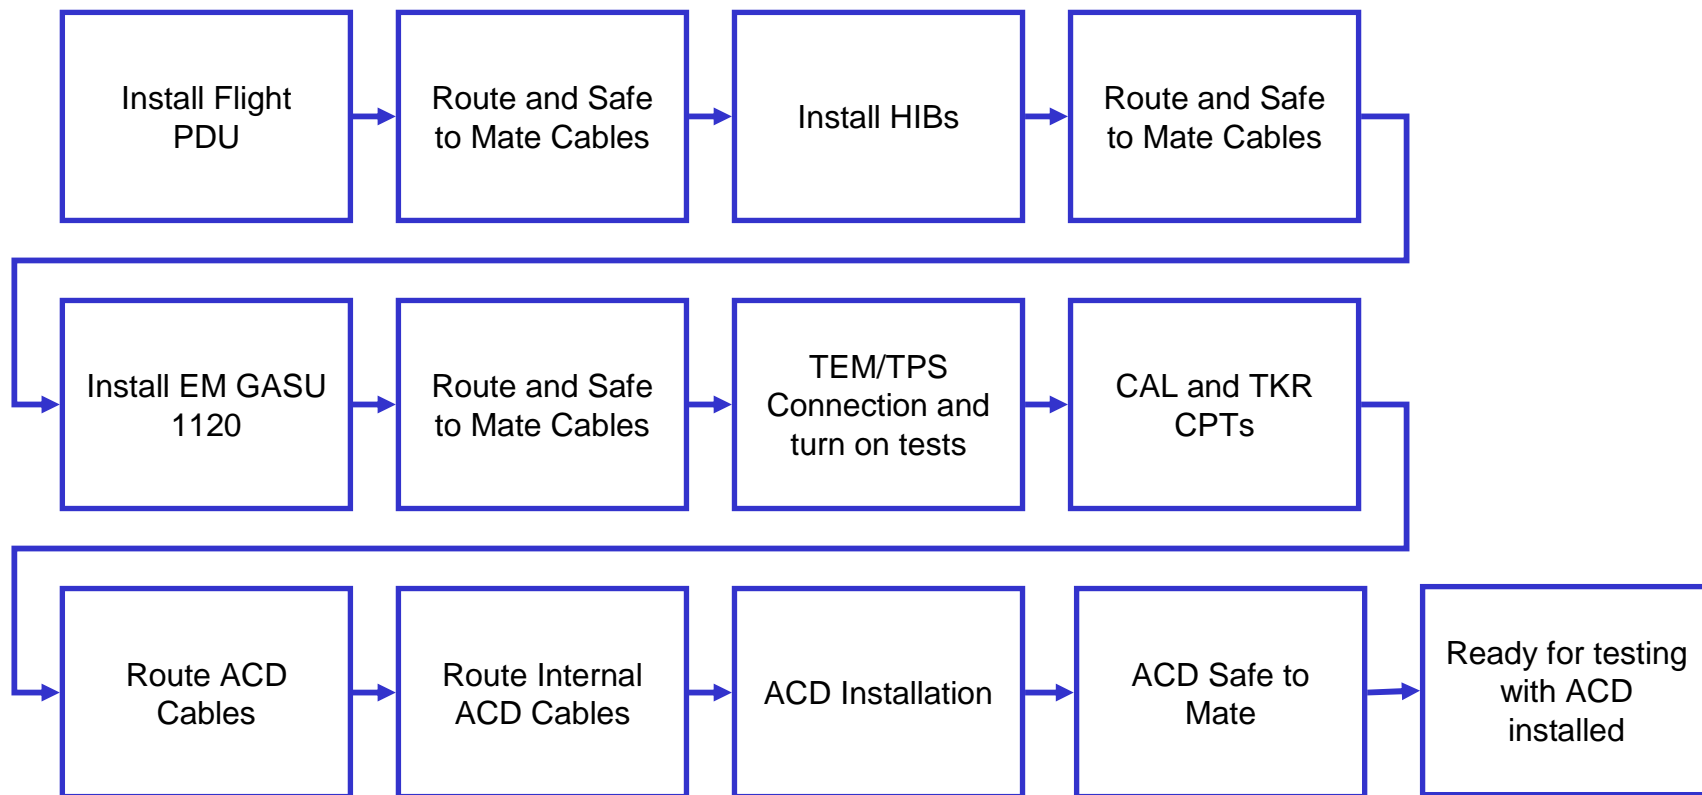 Install Flight
PDU
Route and Safe
to Mate Cables
Install HIBs
Route and Safe
to Mate Cables
Install EM GASU
1120
Route and Safe
to Mate Cables
TEM/TPS
Connection and
turn on tests
CAL and TKR
CPTs
Route ACD
Cables
Route Internal
ACD Cables
ACD Installation
ACD Safe to
Mate
Ready for testing
with ACD
installed